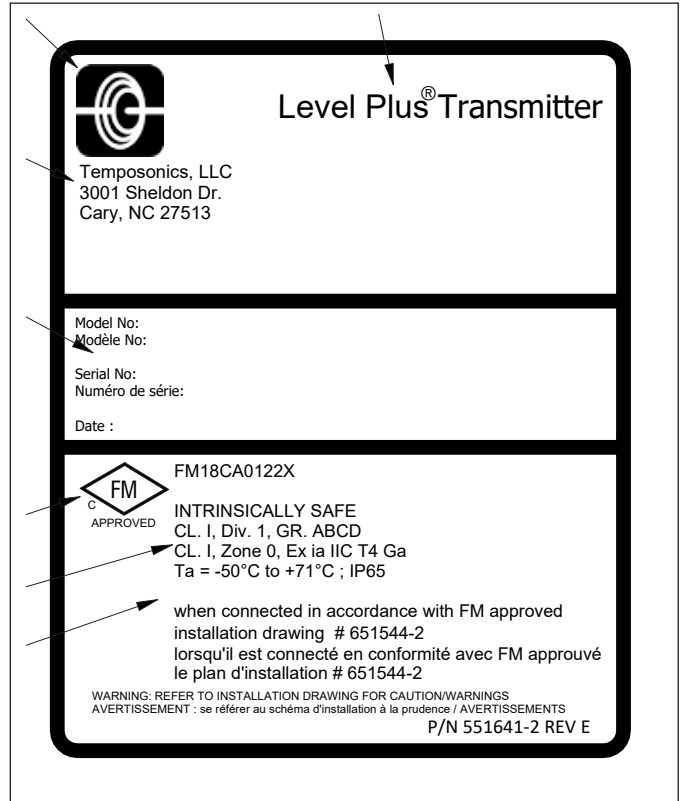 Level Plus® Transmitter
Temposonics, LLC
3001 Sheldon Dr.
Cary, NC 27513
Model No:
Modèle No:
Serial No:
Numéro de série:
Date :
FM
C
APPROVED
FM18CA0122X
INTRINSICALLY SAFE
CL. I, Div. 1, GR. ABCD
CL. I, Zone 0, Ex ia IIC T4 Ga
Ta = -50°C to +71°C ; IP65
when connected in accordance with FM approved
installation drawing # 651544-2
lorsqu'il est connecté en conformité avec FM approuvé
le plan d'installation # 651544-2
WARNING: REFER TO INSTALLATION DRAWING FOR CAUTION/WARNINGS
AVERTISSEMENT : se référer au schéma d'installation à la prudence / AVERTISSEMENTS
P/N 551641-2 REV E